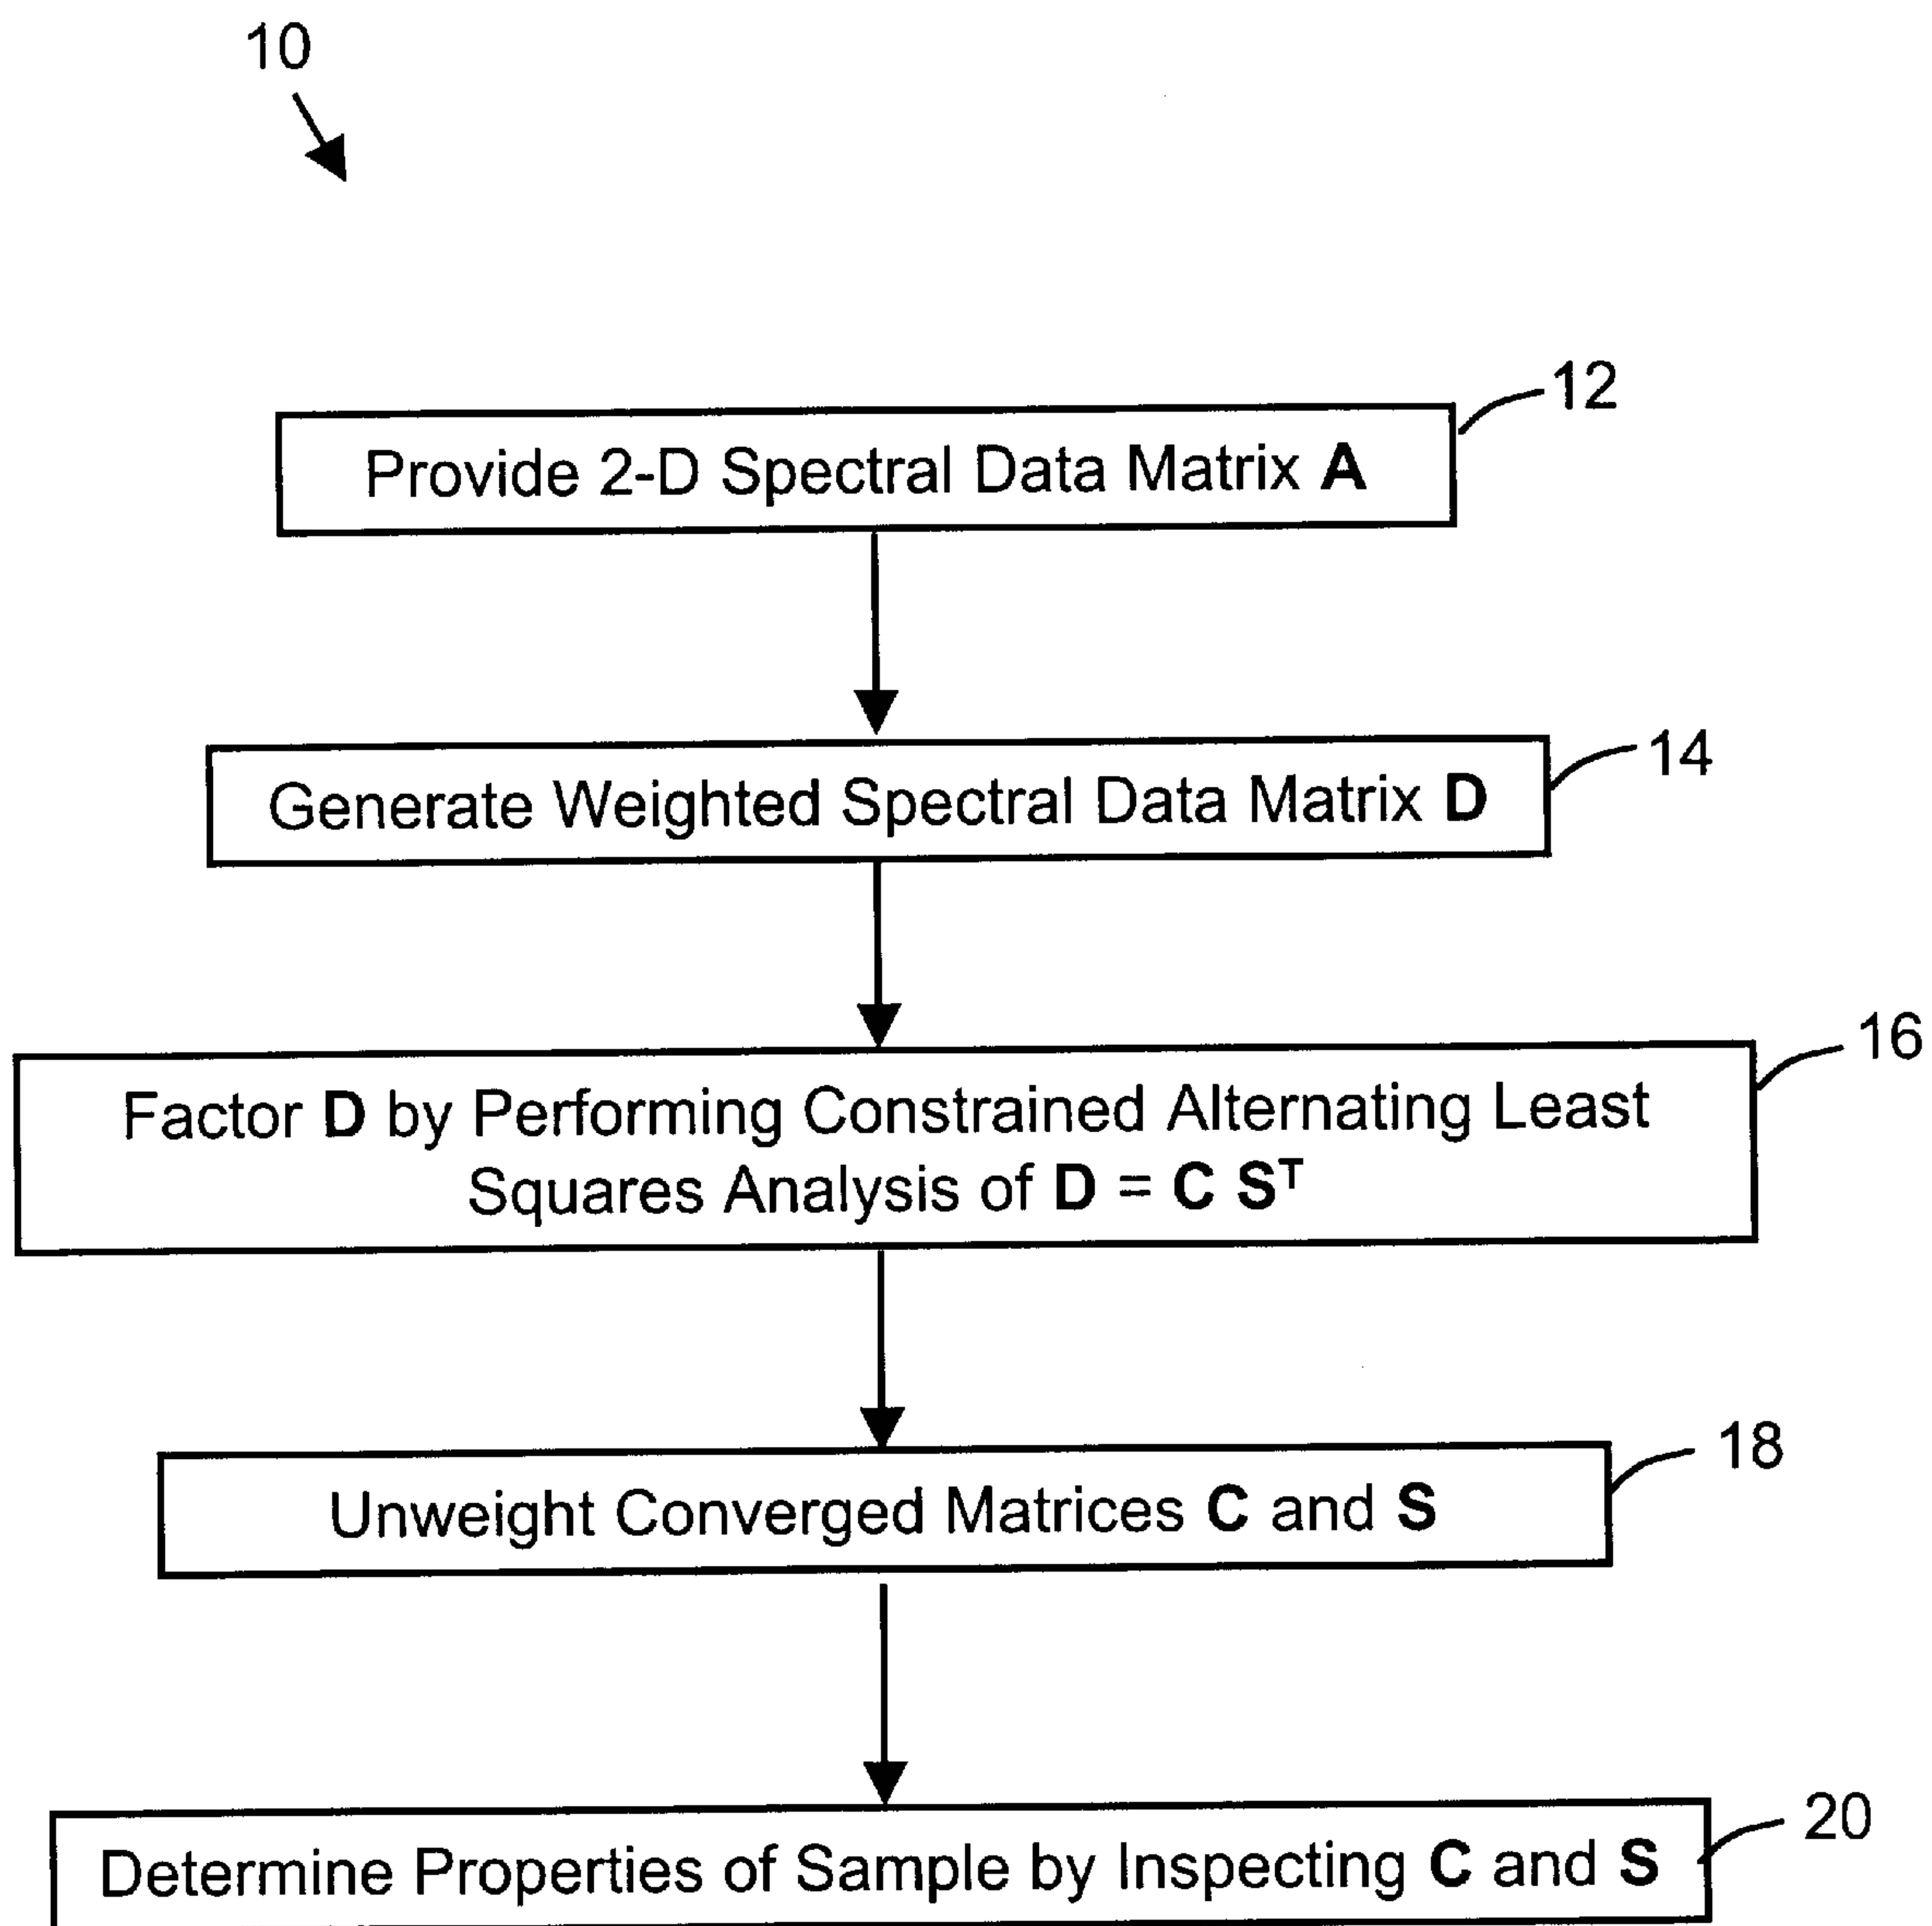 10
12
Provide 2-D Spectral Data Matrix A
14
Generate Weighted Spectral Data Matrix D
16
Factor D by Performing Constrained Alternating Least
Squares Analysis of D = C Sᵀ
18
Unweight Converged Matrices C and S
20
Determine Properties of Sample by Inspecting C and S